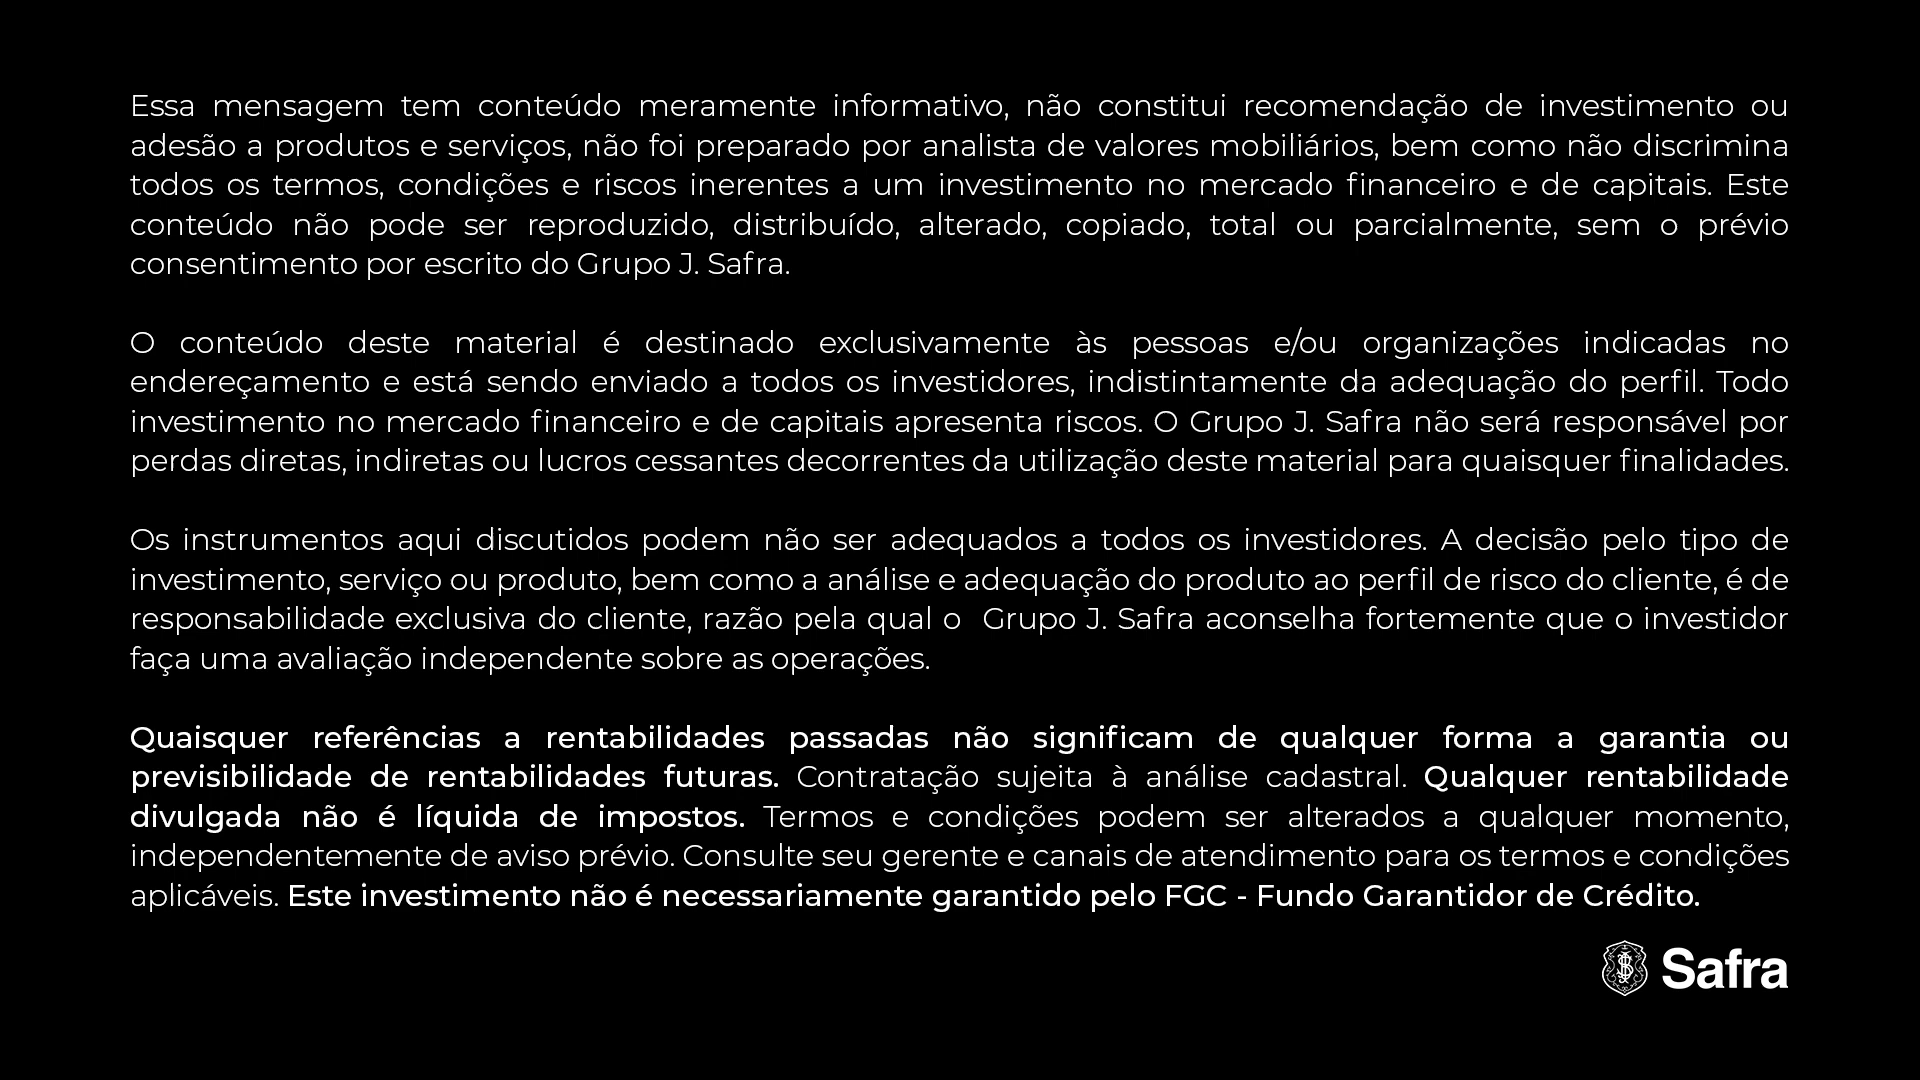 Essa mensagem tem conteúdo meramente informativo, não constitui recomendação de investimento ou
adesão a produtos e serviços, não foi preparado por analista de valores mobiliários, bem como não discrimina
todos os termos, condições e riscos inerentes a um investimento no mercado financeiro e de capitais. Este
conteúdo não pode ser reproduzido, distribuído, alterado, copiado, total ou parcialmente, sem o prévio
consentimento por escrito do Grupo J. Safra.
O conteúdo deste material é destinado exclusivamente às pessoas e/ou organizações indicadas no
endereçamento e está sendo enviado a todos os investidores, indistintamente da adequação do perfil. Todo
investimento no mercado financeiro e de capitais apresenta riscos. O Grupo J. Safra não será responsável por
perdas diretas, indiretas ou lucros cessantes decorrentes da utilização deste material para quaisquer finalidades.
Os instrumentos aqui discutidos podem não ser adequados a todos os investidores. A decisão pelo tipo de
investimento, serviço ou produto, bem como a análise e adequação do produto ao perfil de risco do cliente, é de
responsabilidade exclusiva do cliente, razão pela qual o Grupo J. Safra aconselha fortemente que o investidor
faça uma avaliação independente sobre as operações.
Quaisquer referências a rentabilidades passadas não significam de qualquer forma a garantia ou
previsibilidade de rentabilidades futuras. Contratação sujeita à análise cadastral. Qualquer rentabilidade
divulgada não é líquida de impostos. Termos e condições podem ser alterados a qualquer momento,
independentemente de aviso prévio. Consulte seu gerente e canais de atendimento para os termos e condições
aplicáveis. Este investimento não é necessariamente garantido pelo FGC - Fundo Garantidor de Crédito.
Safra